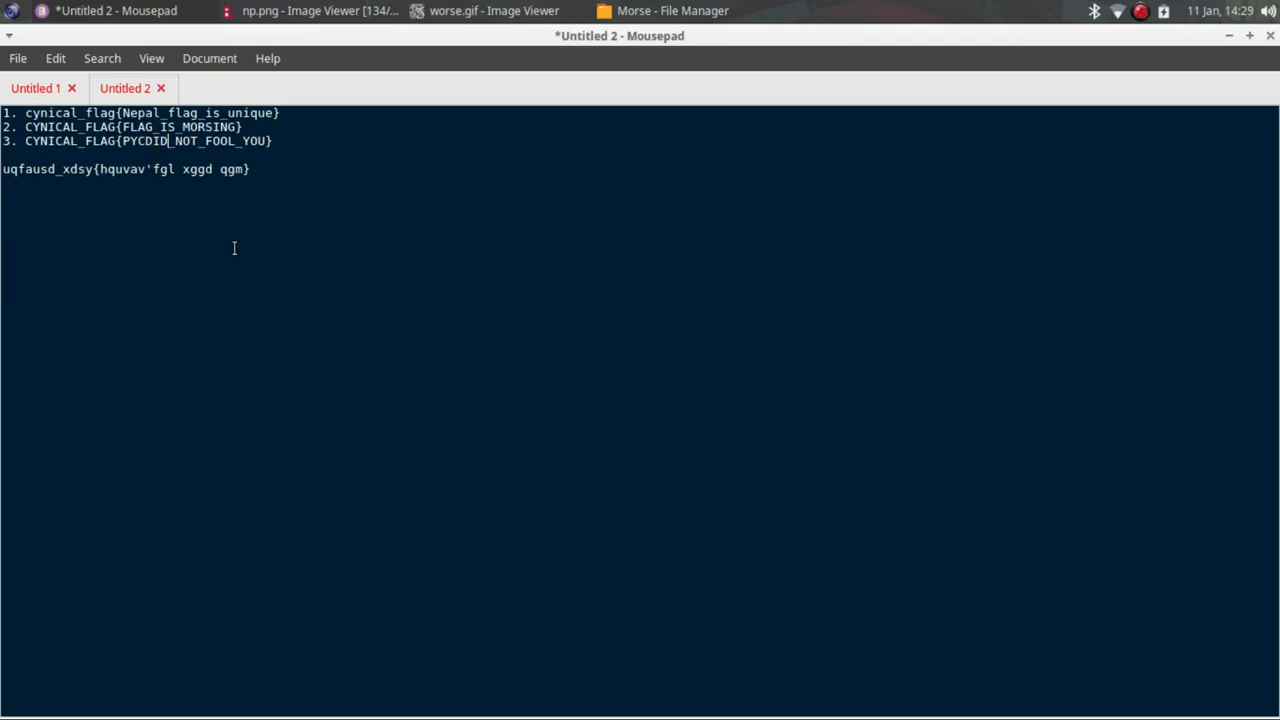 *Untitled 2 - Mousepad np.png - Image Viewer [134/... worse.gif - Image Viewer Morse - File Manager 11 Jan, 14:29
*Untitled 2 - Mousepad
File Edit Search View Document Help
Untitled 1 Untitled 2
1. cynical_flag{Nepal_flag_is_unique}
2. CYNICAL_FLAG{FLAG_IS_MORSING}
3. CYNICAL_FLAG{PYCDID_NOT_FOOL_YOU}
uqfausd_xdsy{hquvav'fgl xggd qgm}